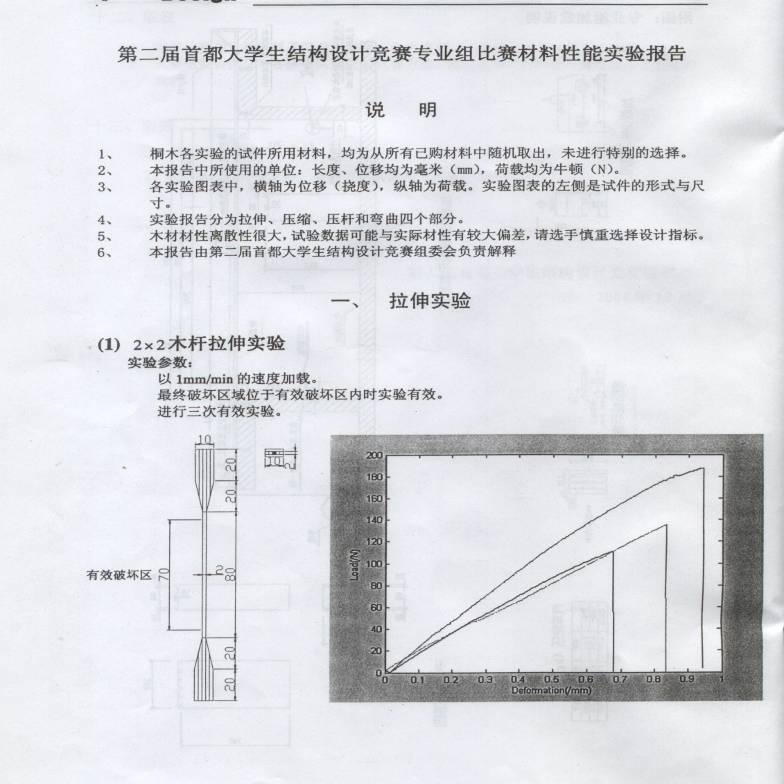 第二届首都大学生结构设计竞赛专业组比赛材料性能实验报告
说 明
1、 桐木各实验的试件所用材料，均为从所有已购材料中随机取出，未进行特别的选择。
2、 本报告中所使用的单位：长度、位移均为毫米（mm），荷载均为牛顿（N）。
3、 各实验图表中，横轴为位移（挠度），纵轴为荷载。实验图表的左侧是试件的形式与尺
寸。
4、 实验报告分为拉伸、压缩、压杆和弯曲四个部分。
5、 木材材性离散性很大，试验数据可能与实际材性有较大偏差，请选手慎重选择设计指标。
6、 本报告由第二届首都大学生结构设计竞赛组委会负责解释
一、 拉伸实验
(1) 2×2木杆拉伸实验
实验参数：
以 1mm/min 的速度加载。
最终破坏区域位于有效破坏区内时实验有效。
进行三次有效实验。
10
20
20
10
2
有效破坏区
70
2
80
20
20
200
180
160
140
120
100
80
60
40
20
0
Load(/N)
0 0.1 0.2 0.3 0.4 0.5 0.6 0.7 0.8 0.9 1
Deformation(/mm)